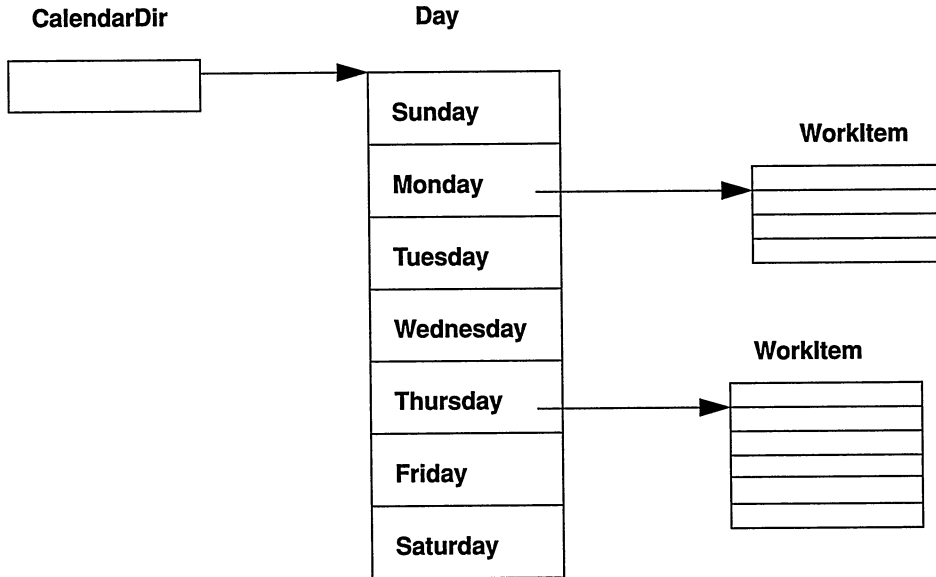 CalendarDir
Day
Sunday
Monday
Tuesday
Wednesday
Thursday
Friday
Saturday
WorkItem
WorkItem